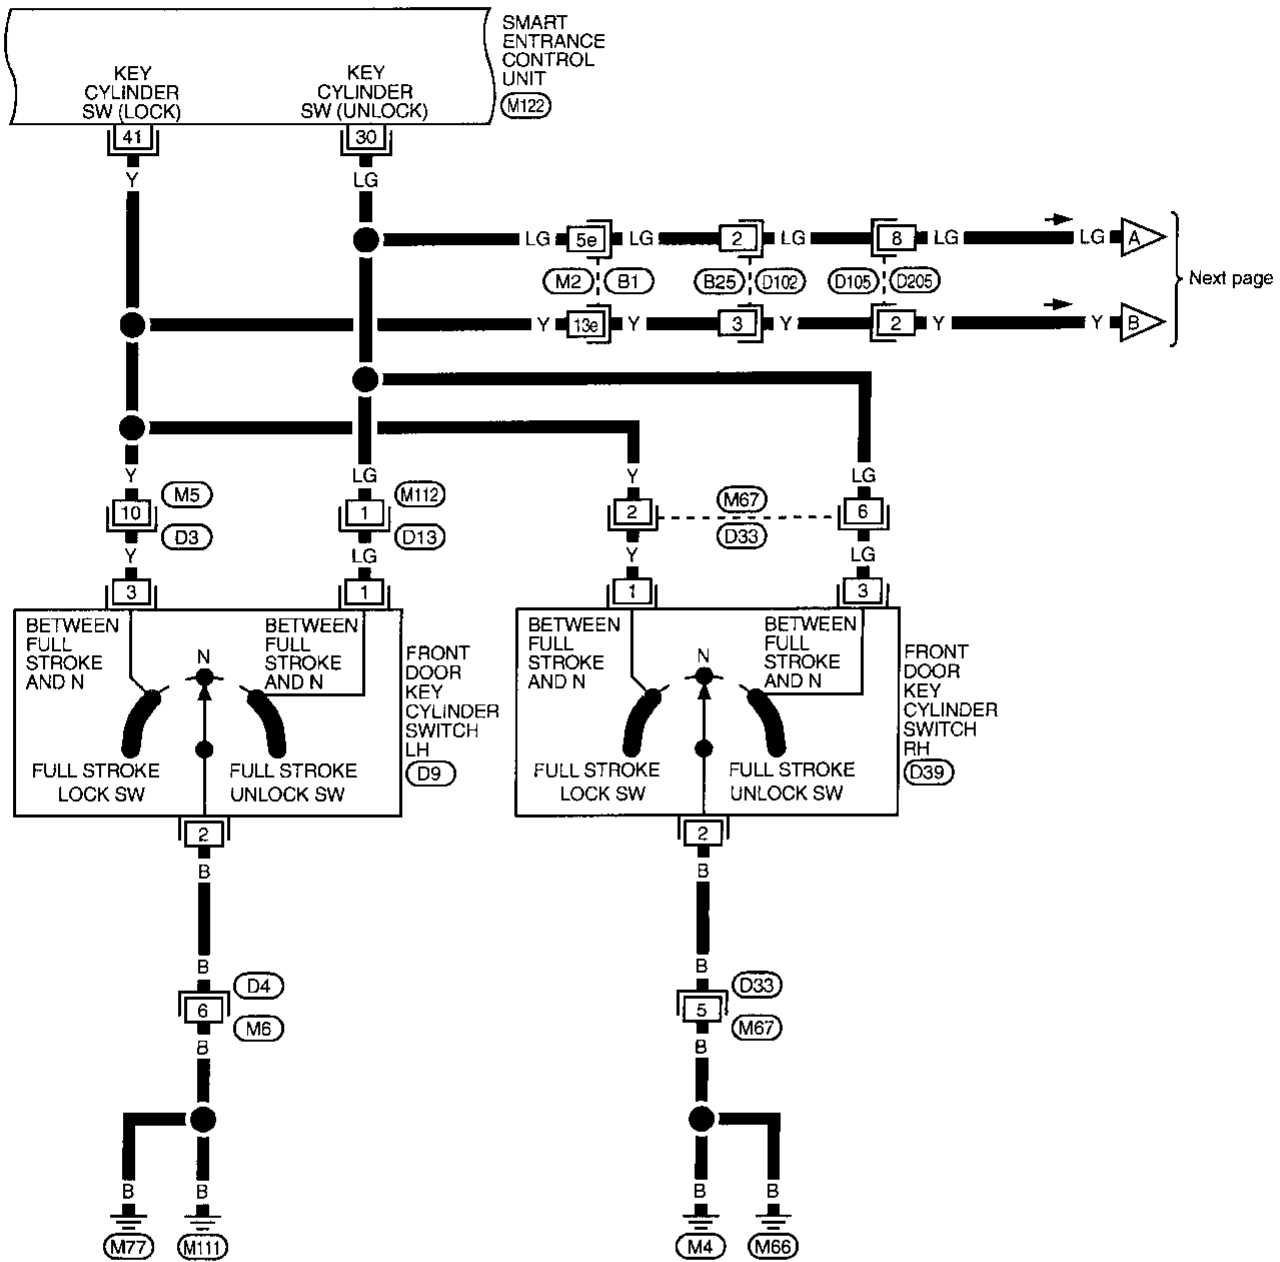 SMART
ENTRANCE
CONTROL
UNIT
M122
KEY
CYLINDER
SW (LOCK)
KEY
CYLINDER
SW (UNLOCK)
41
30
Y
LG
LG
5e
LG
2
LG
8
LG
LG
A
M2
B1
B25
D102
D105
D205
Next page
Y
13e
Y
3
Y
2
Y
Y
B
Y
LG
Y
LG
10
M5
D3
1
M112
D13
2
M67
D33
6
Y
LG
Y
LG
3
1
1
3
BETWEEN
FULL
STROKE
AND N
N
BETWEEN
FULL
STROKE
AND N
FULL STROKE
LOCK SW
FULL STROKE
UNLOCK SW
FRONT
DOOR
KEY
CYLINDER
SWITCH
LH
D9
BETWEEN
FULL
STROKE
AND N
N
BETWEEN
FULL
STROKE
AND N
FULL STROKE
LOCK SW
FULL STROKE
UNLOCK SW
FRONT
DOOR
KEY
CYLINDER
SWITCH
RH
D39
2
2
B
B
B
B
6
D4
M6
5
D33
M67
B
B
B
B
B
B
M77
M111
M4
M66